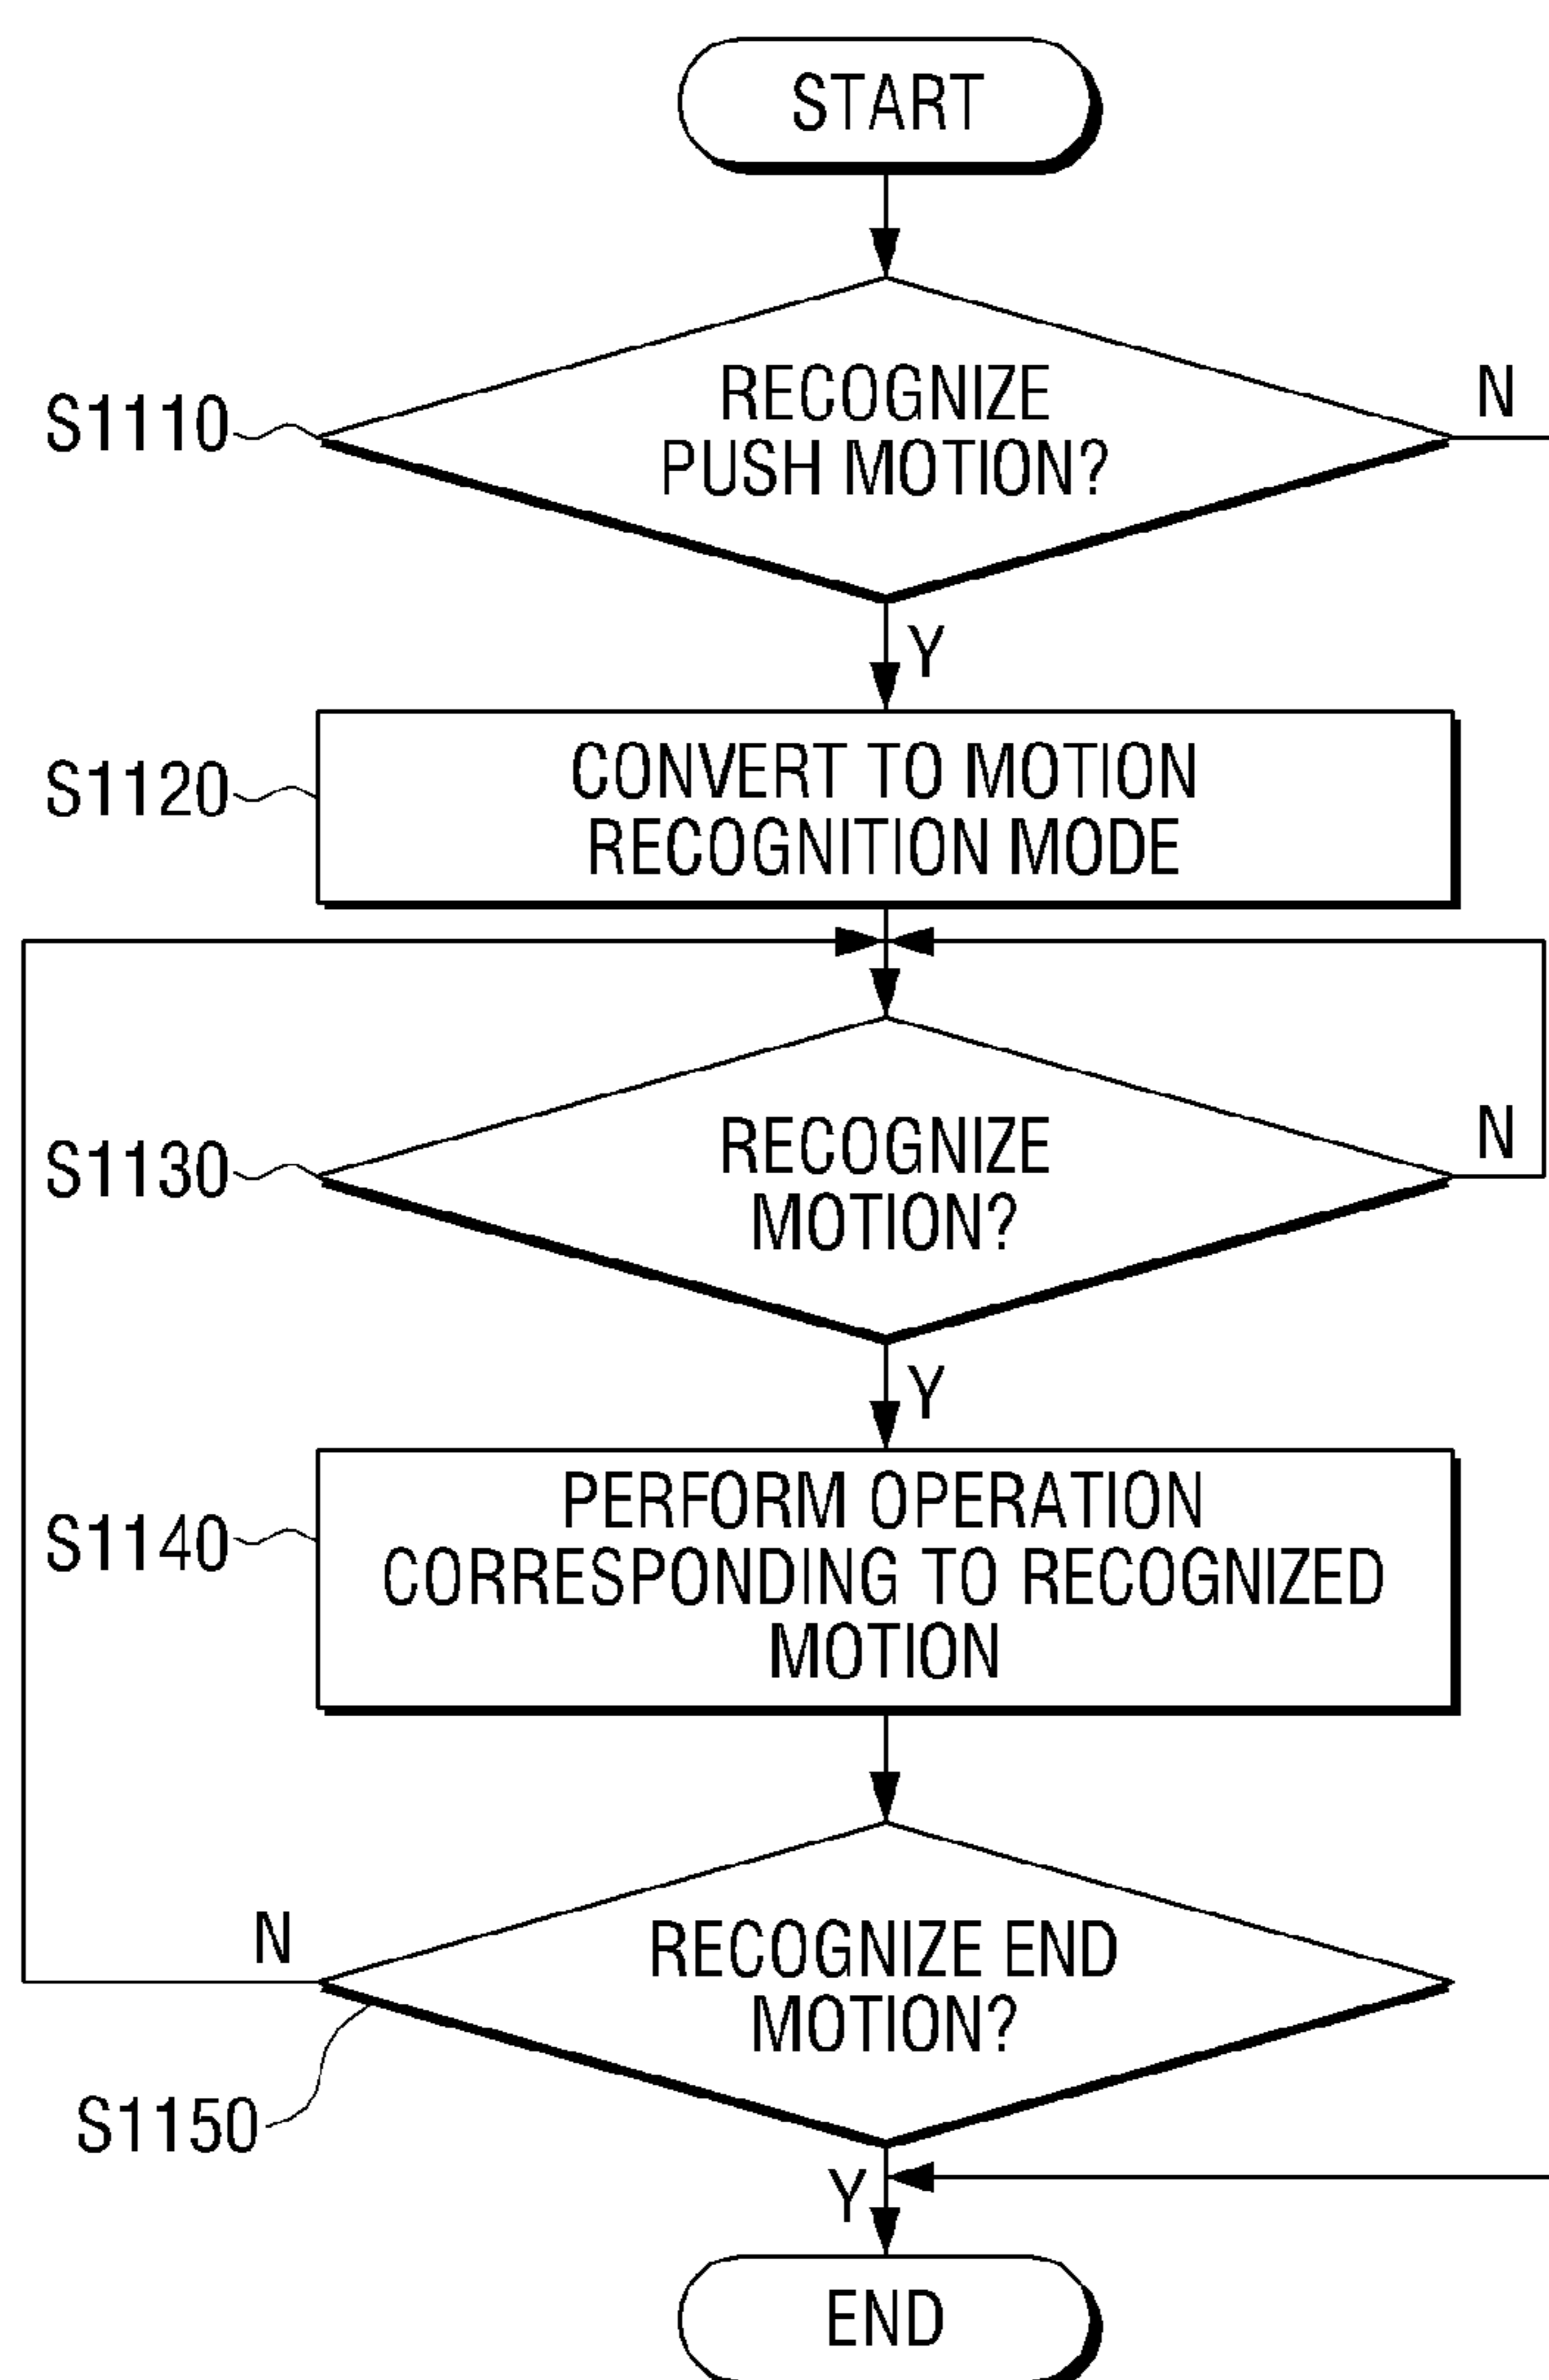 START
RECOGNIZE
PUSH MOTION?
N
S1110
Y
CONVERT TO MOTION
RECOGNITION MODE
S1120
RECOGNIZE
MOTION?
N
S1130
Y
PERFORM OPERATION
CORRESPONDING TO RECOGNIZED
MOTION
S1140
N
RECOGNIZE END
MOTION?
S1150
Y
END